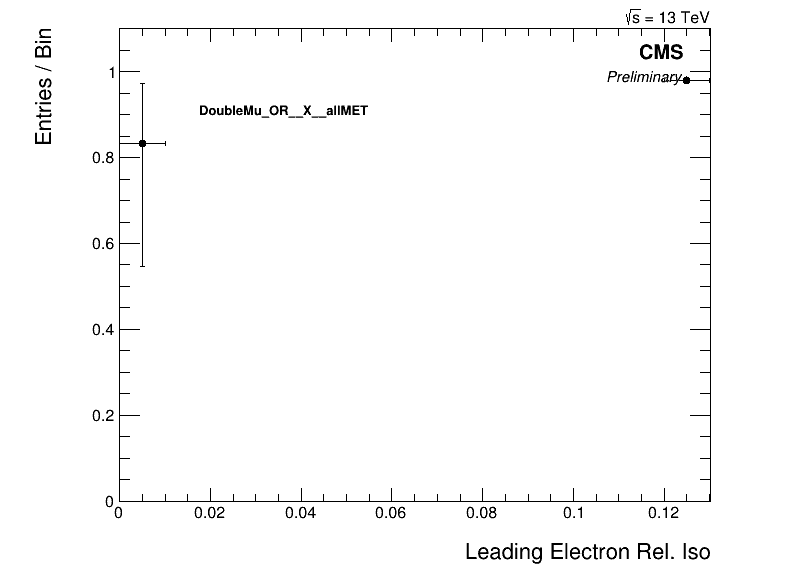 √s = 13 TeV
CMS
Preliminary
DoubleMu_OR__X__allMET
Entries / Bin
1
0.8
0.6
0.4
0.2
0
0 0.02 0.04 0.06 0.08 0.1 0.12
Leading Electron Rel. Iso